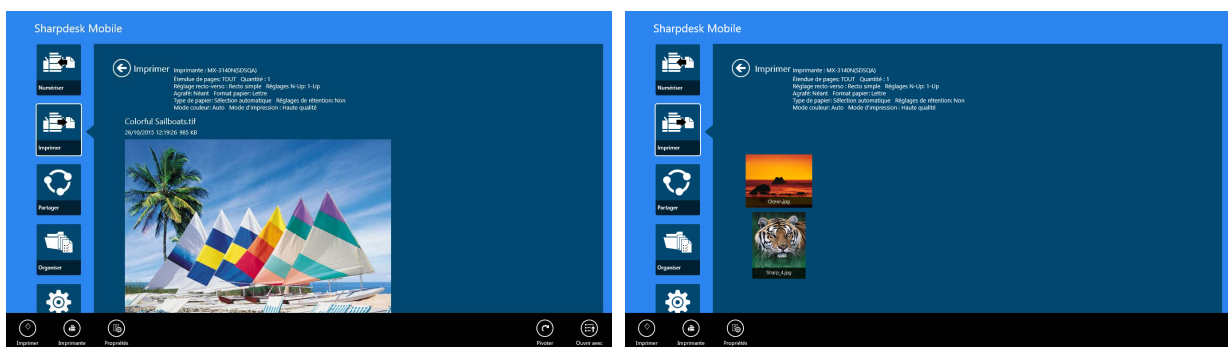 Sharpdesk Mobile
Numériser
Imprimer
Partager
Organiser
Imprimer Imprimante : MX-3140N(SDSQA)
Étendue de pages: TOUT Quantité : 1
Réglage recto-verso : Recto simple Réglages N-Up: 1-Up
Agrafé: Néant Format papier: Lettre
Type de papier: Sélection automatique Réglages de rétention: Non
Mode couleur: Auto Mode d'impression : Haute qualité
Colorful Sailboats.tif
26/10/2015 12:19:26 985 KB
Imprimer Imprimante Propriétés Pivoter Ouvrir avec
Sharpdesk Mobile
Numériser
Imprimer
Partager
Organiser
Imprimer Imprimante : MX-3140N(SDSQA)
Étendue de pages: TOUT Quantité : 1
Réglage recto-verso : Recto simple Réglages N-Up: 1-Up
Agrafé: Néant Format papier: Lettre
Type de papier: Sélection automatique Réglages de rétention: Non
Mode couleur: Auto Mode d'impression : Haute qualité
Ocean.jpg
Sharp_4.jpg
Imprimer Imprimante Propriétés